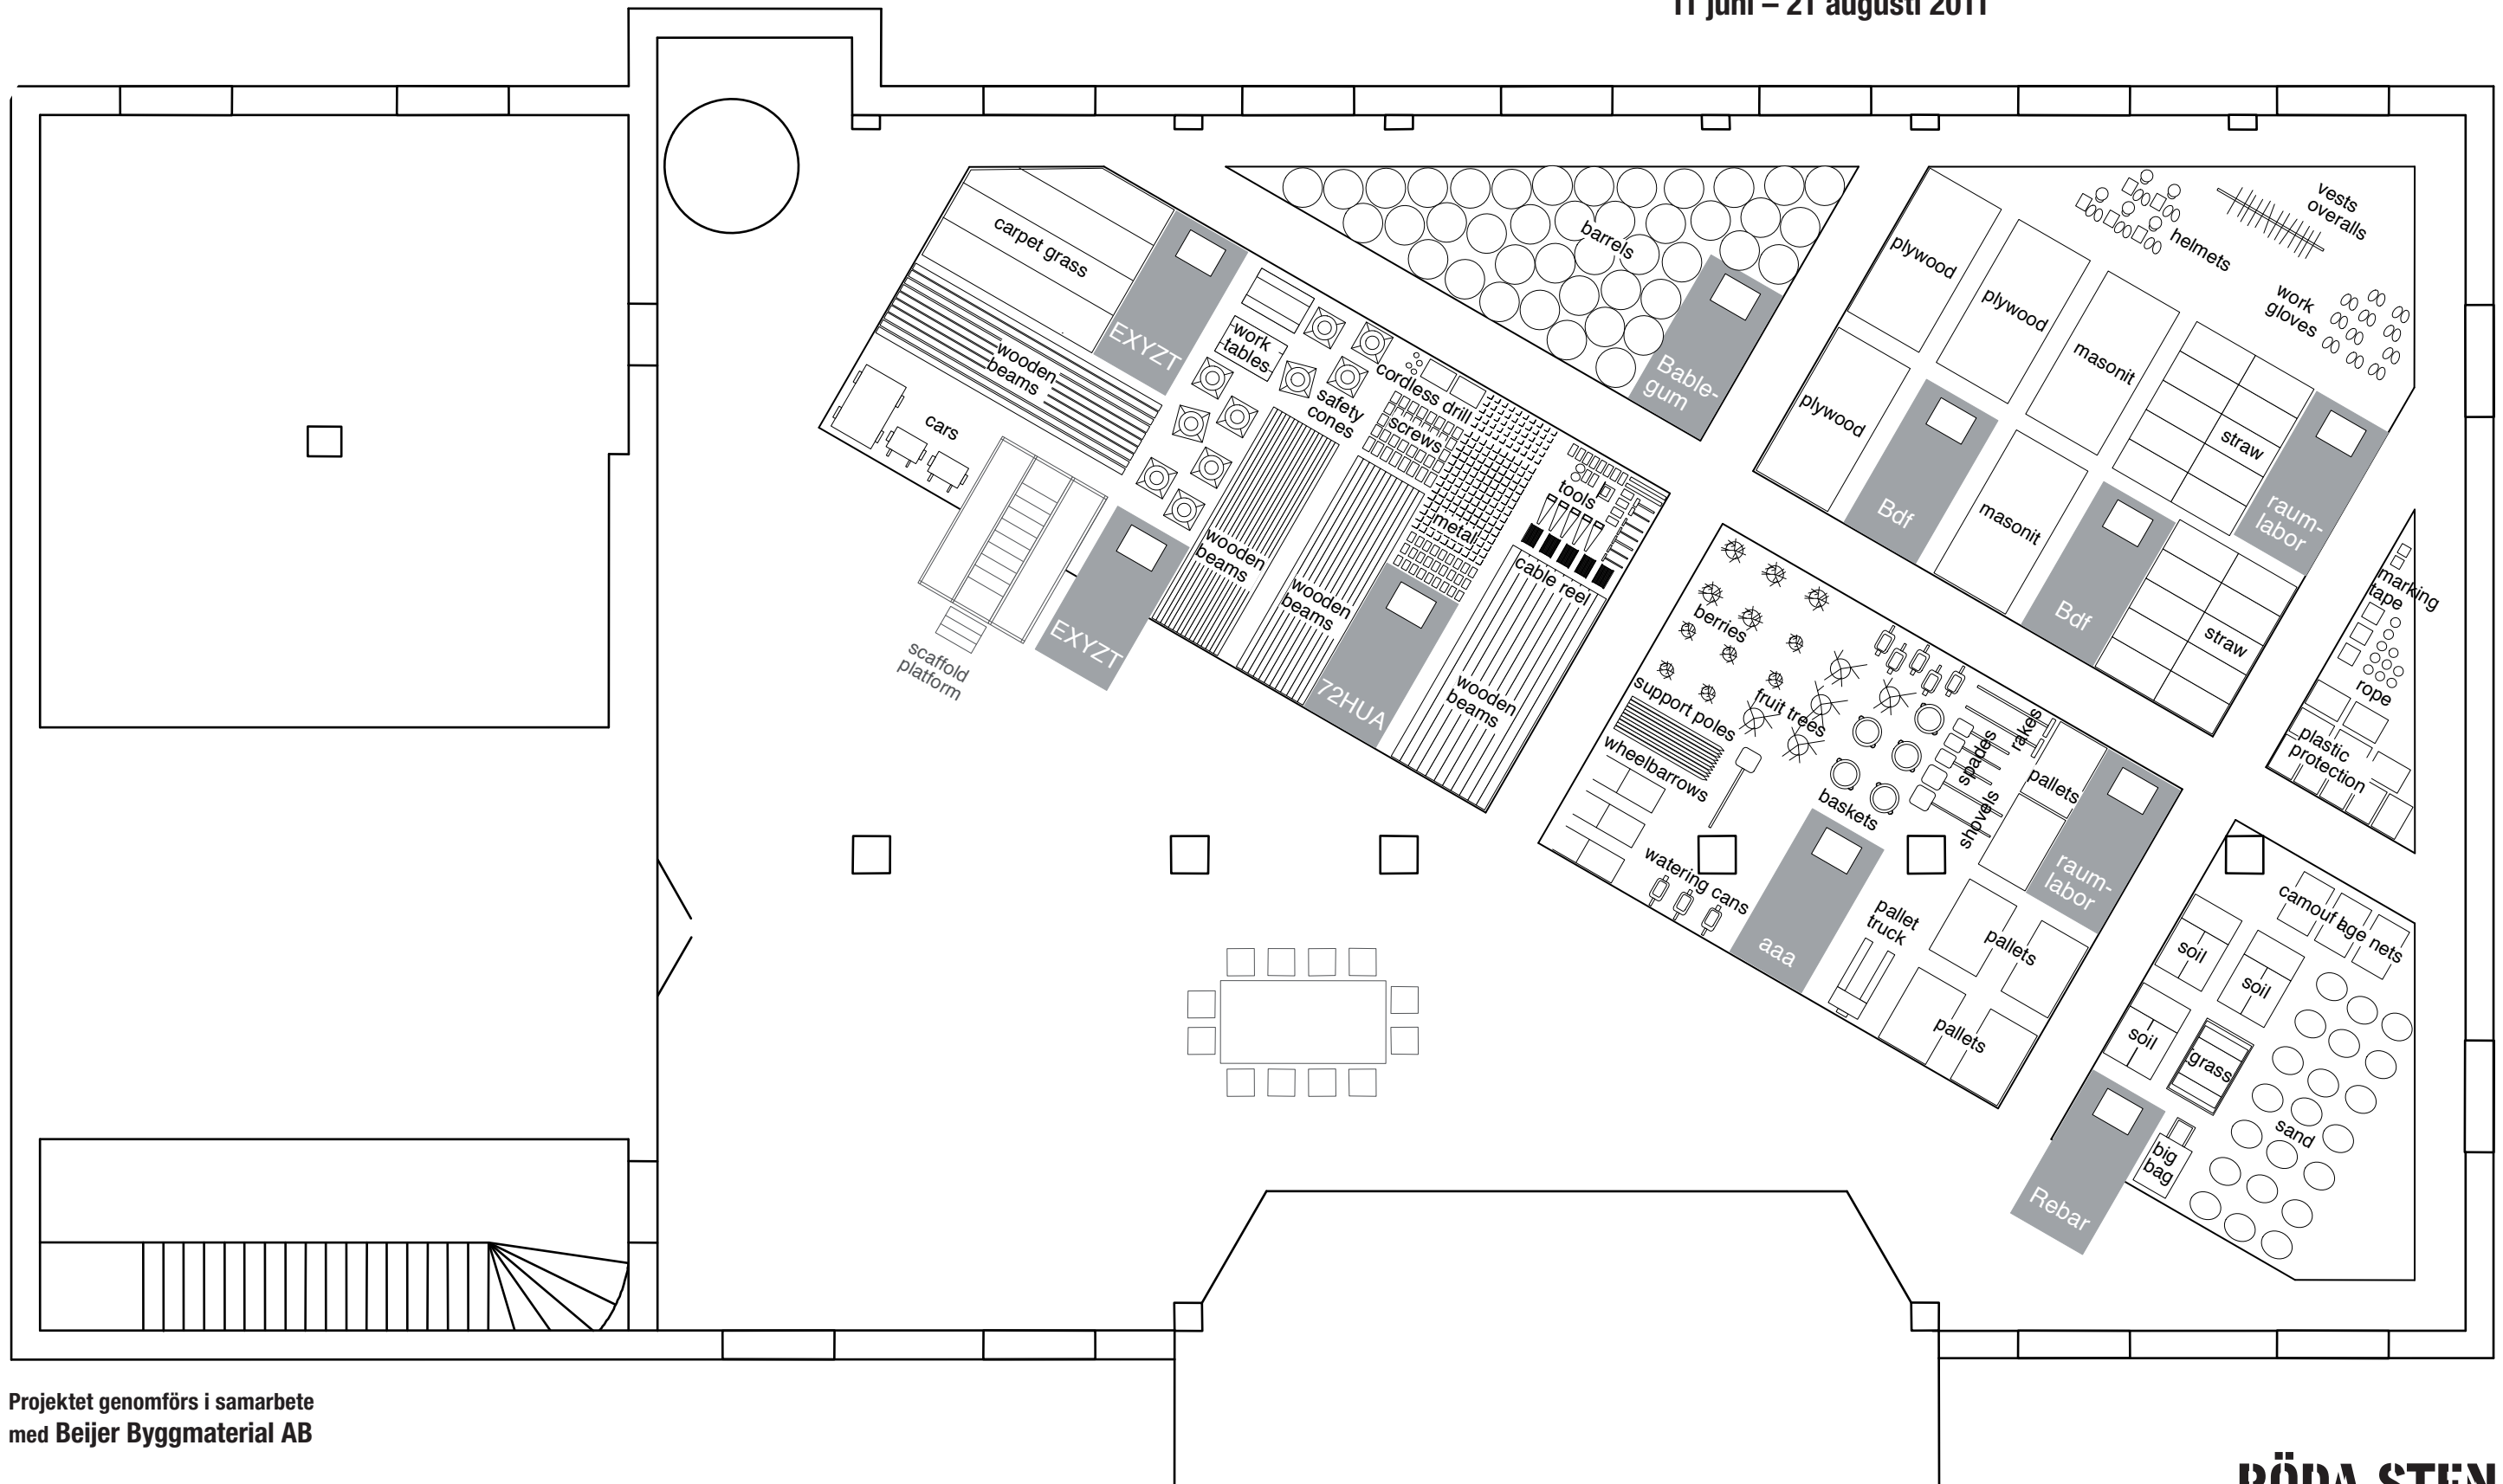 11 juni – 21 augusti 2011
carpet grass
EXYZT
wooden
beams
cars
work
tables
safety
cones
cordless drill
screws
metal
tools
cable reel
wooden
beams
wooden
beams
wooden
beams
72HUA
EXYZT
scaffold
platform
barrels
Bable-
gum
plywood
plywood
plywood
masonit
masonit
Bdf
Bdf
straw
straw
raum-
labor
helmets
vests
overalls
work
gloves
marking
tape
rope
plastic
protection
berries
support poles
fruit trees
wheelbarrows
watering cans
baskets
spades
rakes
shovels
aaa
pallet
truck
pallets
pallets
pallets
raum-
labor
camouflage nets
soil
soil
soil
grass
sand
big
bag
Rebar
Projektet genomförs i samarbete
med Beijer Byggmaterial AB
RÖDA STEN